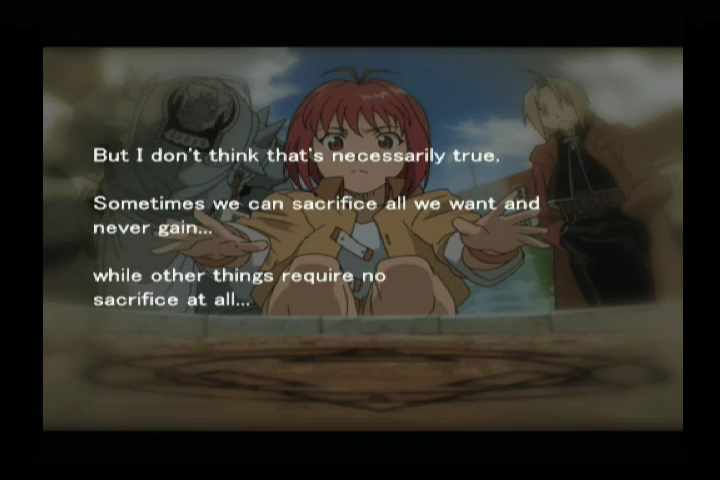 But I don't think that's necessarily true.
Sometimes we can sacrifice all we want and
never gain...
while other things require no
sacrifice at all...